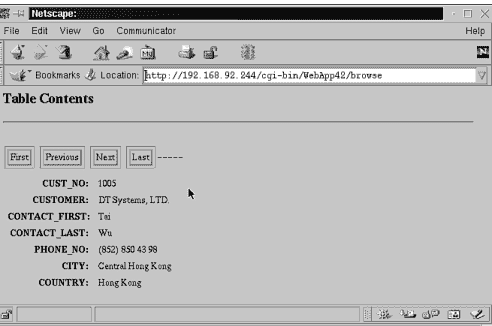 Netscape:
File Edit View Go Communicator Help
Bookmarks Location: http://192.168.92.244/cgi-bin/WebApp42/browse
Table Contents
First Previous Next Last -----
CUST_NO: 1005
CUSTOMER: DT Systems, LTD.
CONTACT_FIRST: Tai
CONTACT_LAST: Wu
PHONE_NO: (852) 850 43 98
CITY: Central Hong Kong
COUNTRY: Hong Kong